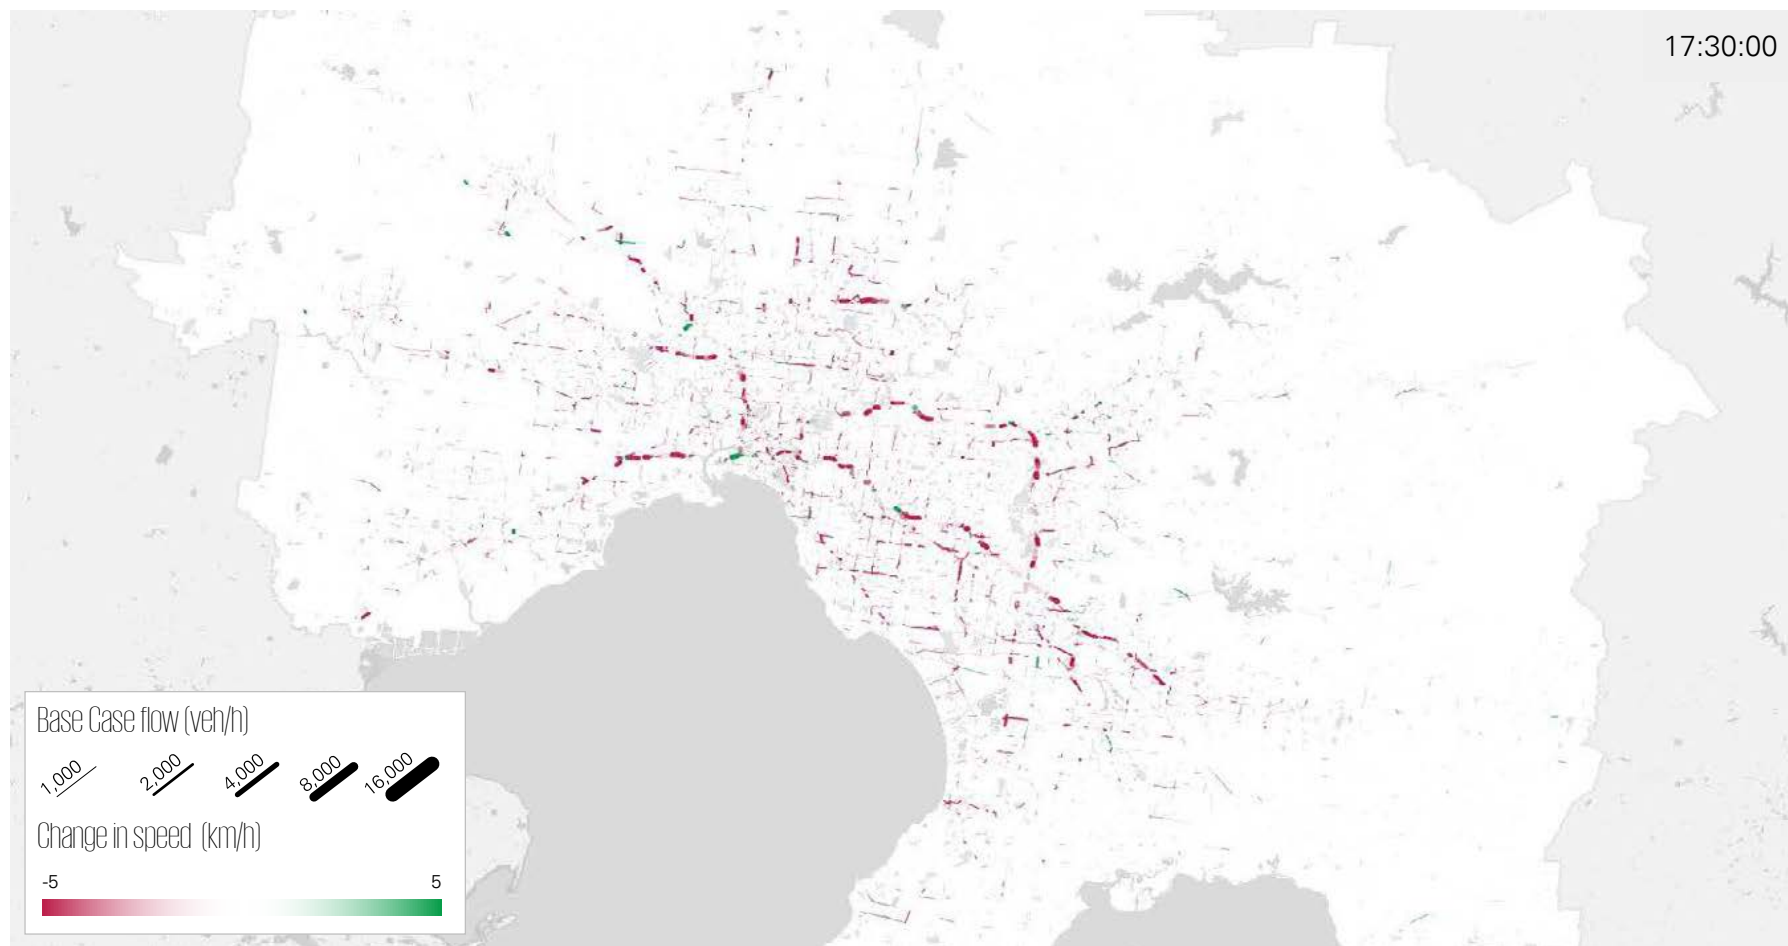 17:30:00
Base Case flow (veh/h)
1,000 2,000 4,000 8,000 16,000
Change in speed (km/h)
-5 5